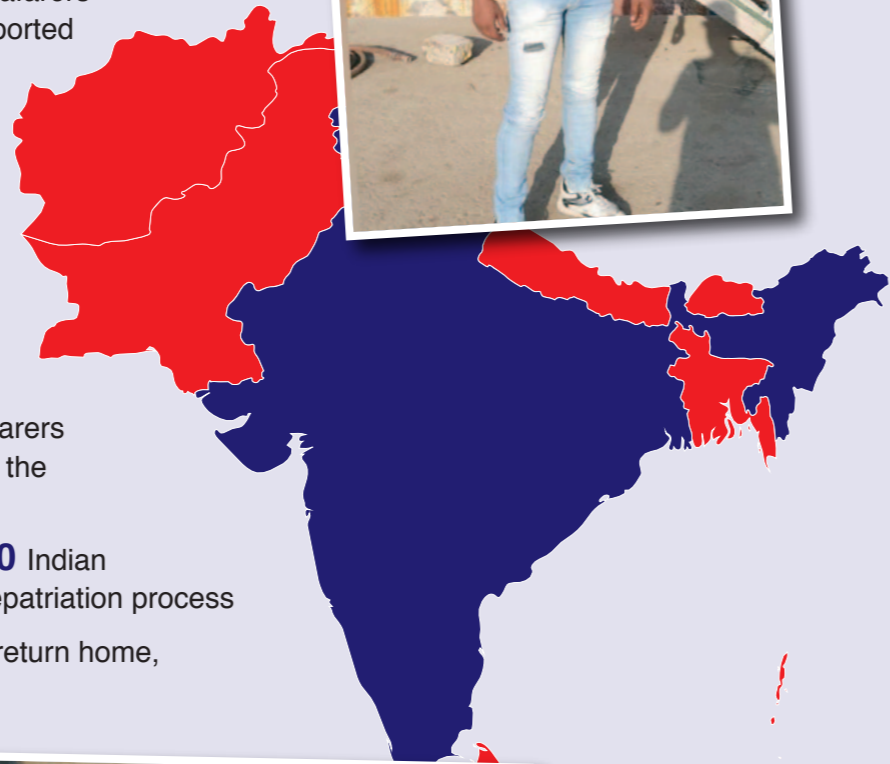 ported
arers
the
0 Indian
epatriation process
return home,